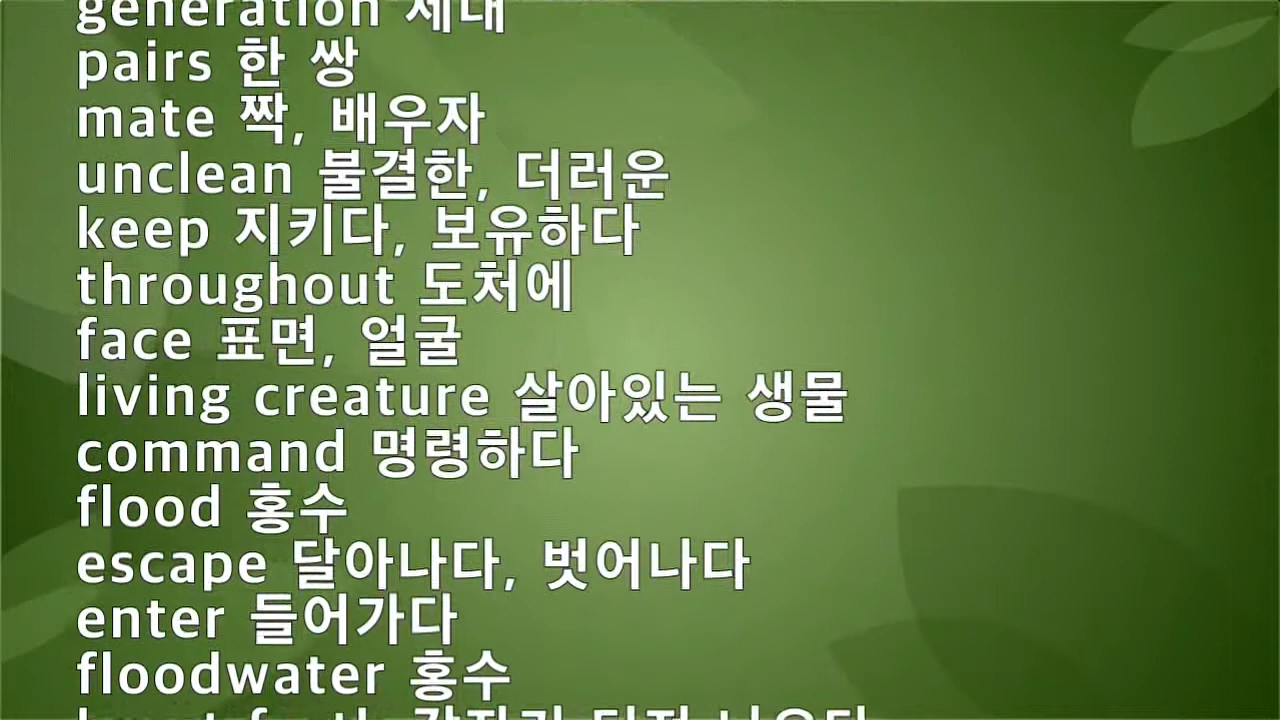 generation 세대
pairs 한 쌍
mate 짝, 배우자
unclean 불결한, 더러운
keep 지키다, 보유하다
throughout 도처에
face 표면, 얼굴
living creature 살아있는 생물
command 명령하다
flood 홍수
escape 달아나다, 벗어나다
enter 들어가다
floodwater 홍수